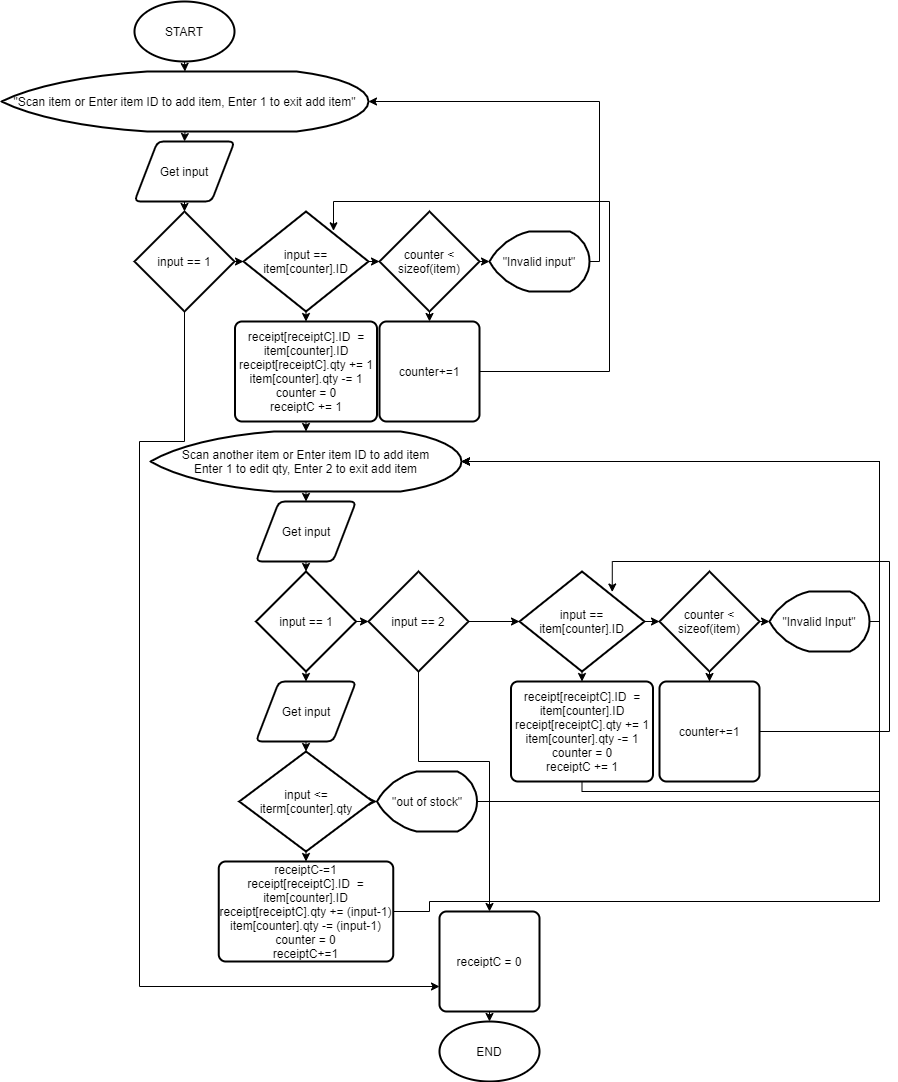 START
"Scan item or Enter item ID to add item, Enter 1 to exit add item"
Get input
input == 1
input ==
item[counter].ID
counter <
sizeof(item)
"Invalid input"
receipt[receiptC].ID =
item[counter].ID
receipt[receiptC].qty += 1
item[counter].qty -= 1
counter = 0
receiptC += 1
counter+=1
Scan another item or Enter item ID to add item
Enter 1 to edit qty, Enter 2 to exit add item
Get input
input == 1
input == 2
input ==
item[counter].ID
counter <
sizeof(item)
"Invalid Input"
Get input
receipt[receiptC].ID =
item[counter].ID
receipt[receiptC].qty += 1
item[counter].qty -= 1
counter = 0
receiptC += 1
counter+=1
input <=
iterm[counter].qty
"out of stock"
receiptC-=1
receipt[receiptC].ID =
item[counter].ID
receipt[receiptC].qty += (input-1)
item[counter].qty -= (input-1)
counter = 0
receiptC+=1
receiptC = 0
END